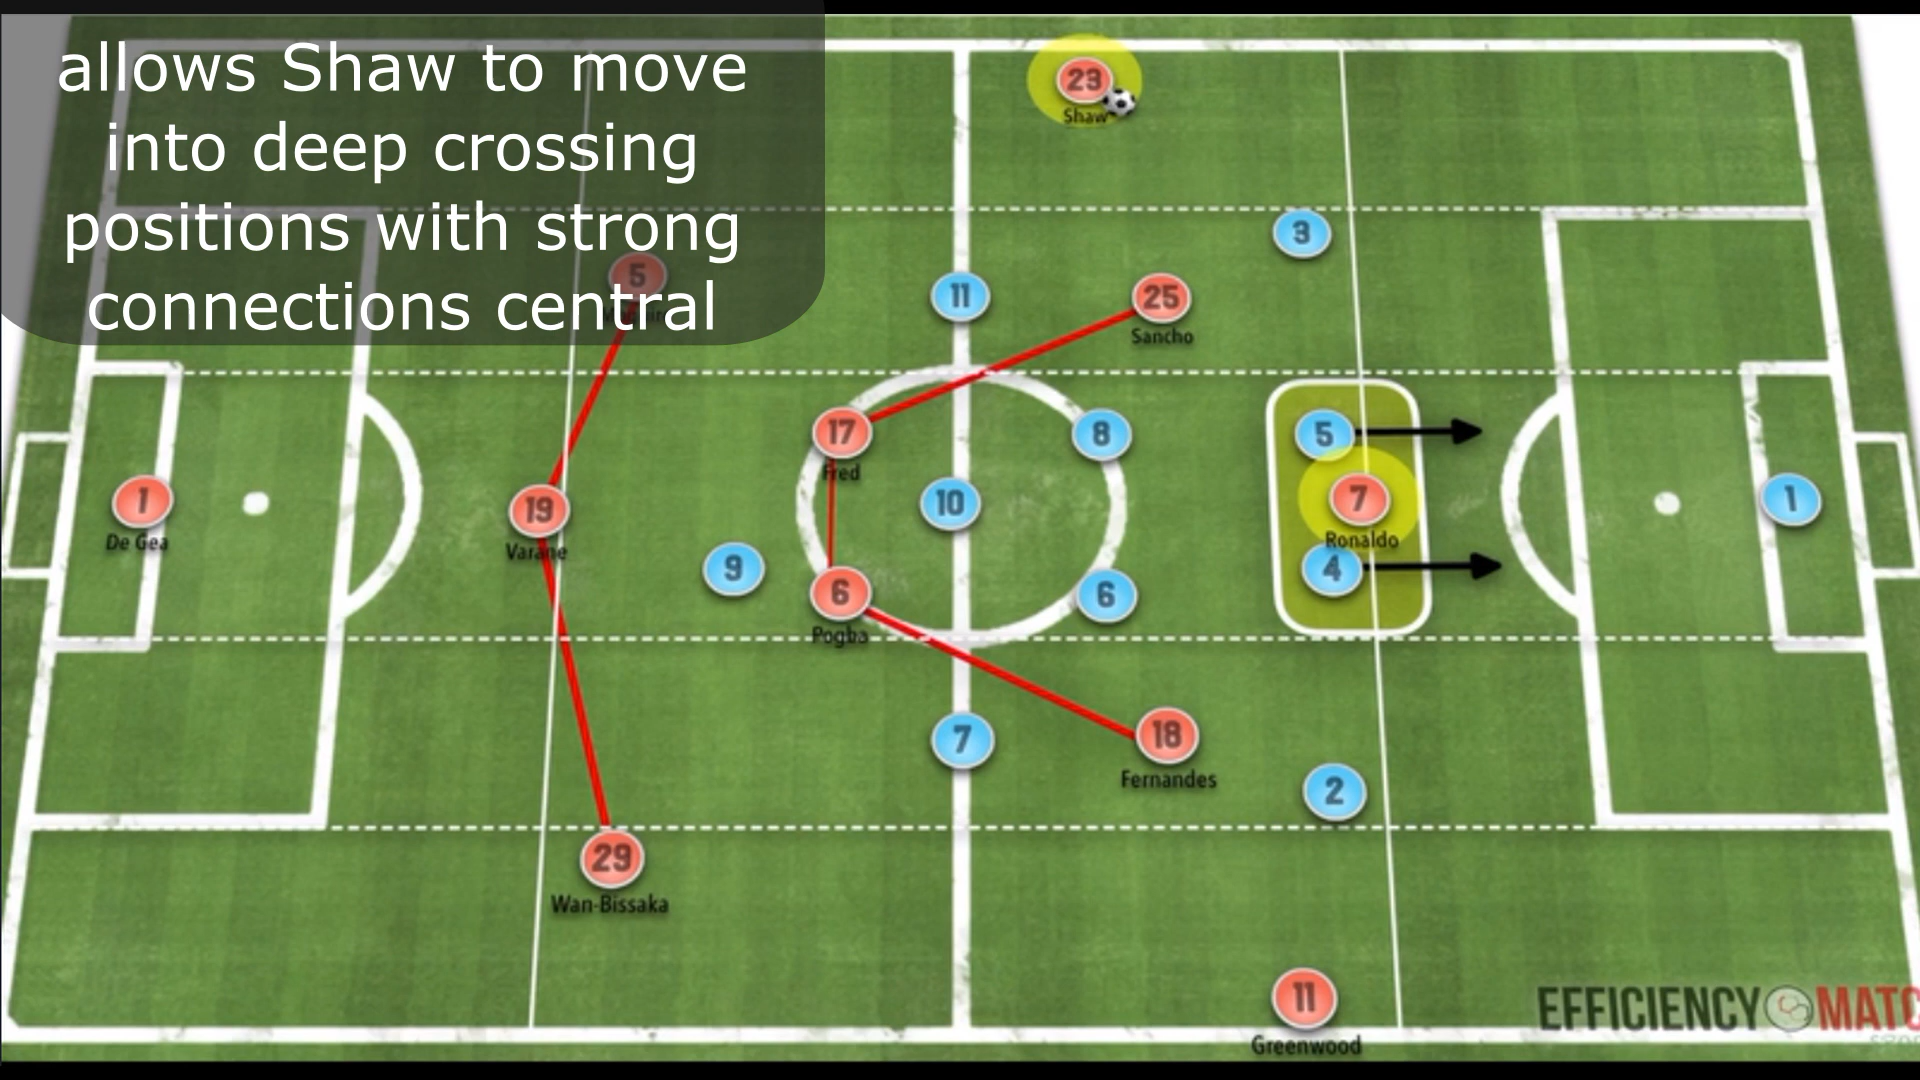 allows Shaw to move
into deep crossing
positions with strong
connections central
23
Shaw
3
5
11
25
Sancho
17
Fred
8
5
1
De Gea
19
Varane
10
7
Ronaldo
1
9
6
Pogba
6
4
7
18
Fernandes
2
29
Wan-Bissaka
11
Greenwood
EFFICIENCY MATC